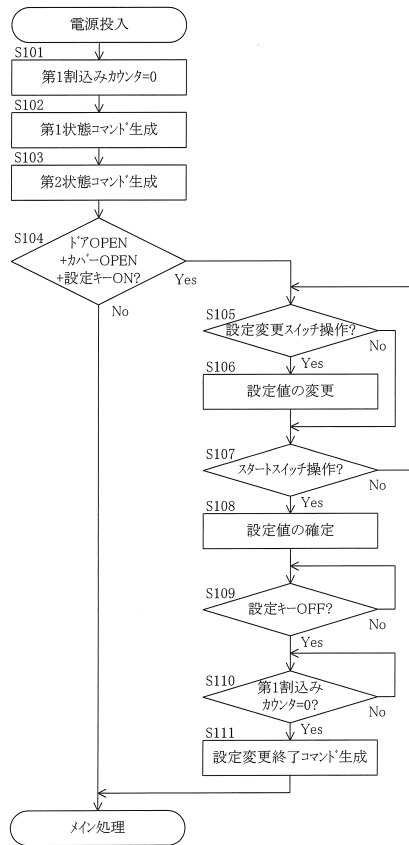 電源投入
S101
第1割込みカウンタ=0
S102
第1状態コマンド生成
S103
第2状態コマンド生成
S104
ドアOPEN
+カバーOPEN
+設定キーON?
Yes
No
S105
設定変更スイッチ操作?
No
Yes
S106
設定値の変更
S107
スタートスイッチ操作?
No
Yes
S108
設定値の確定
S109
設定キーOFF?
No
Yes
S110
第1割込み
カウンタ=0?
No
Yes
S111
設定変更終了コマンド生成
メイン処理